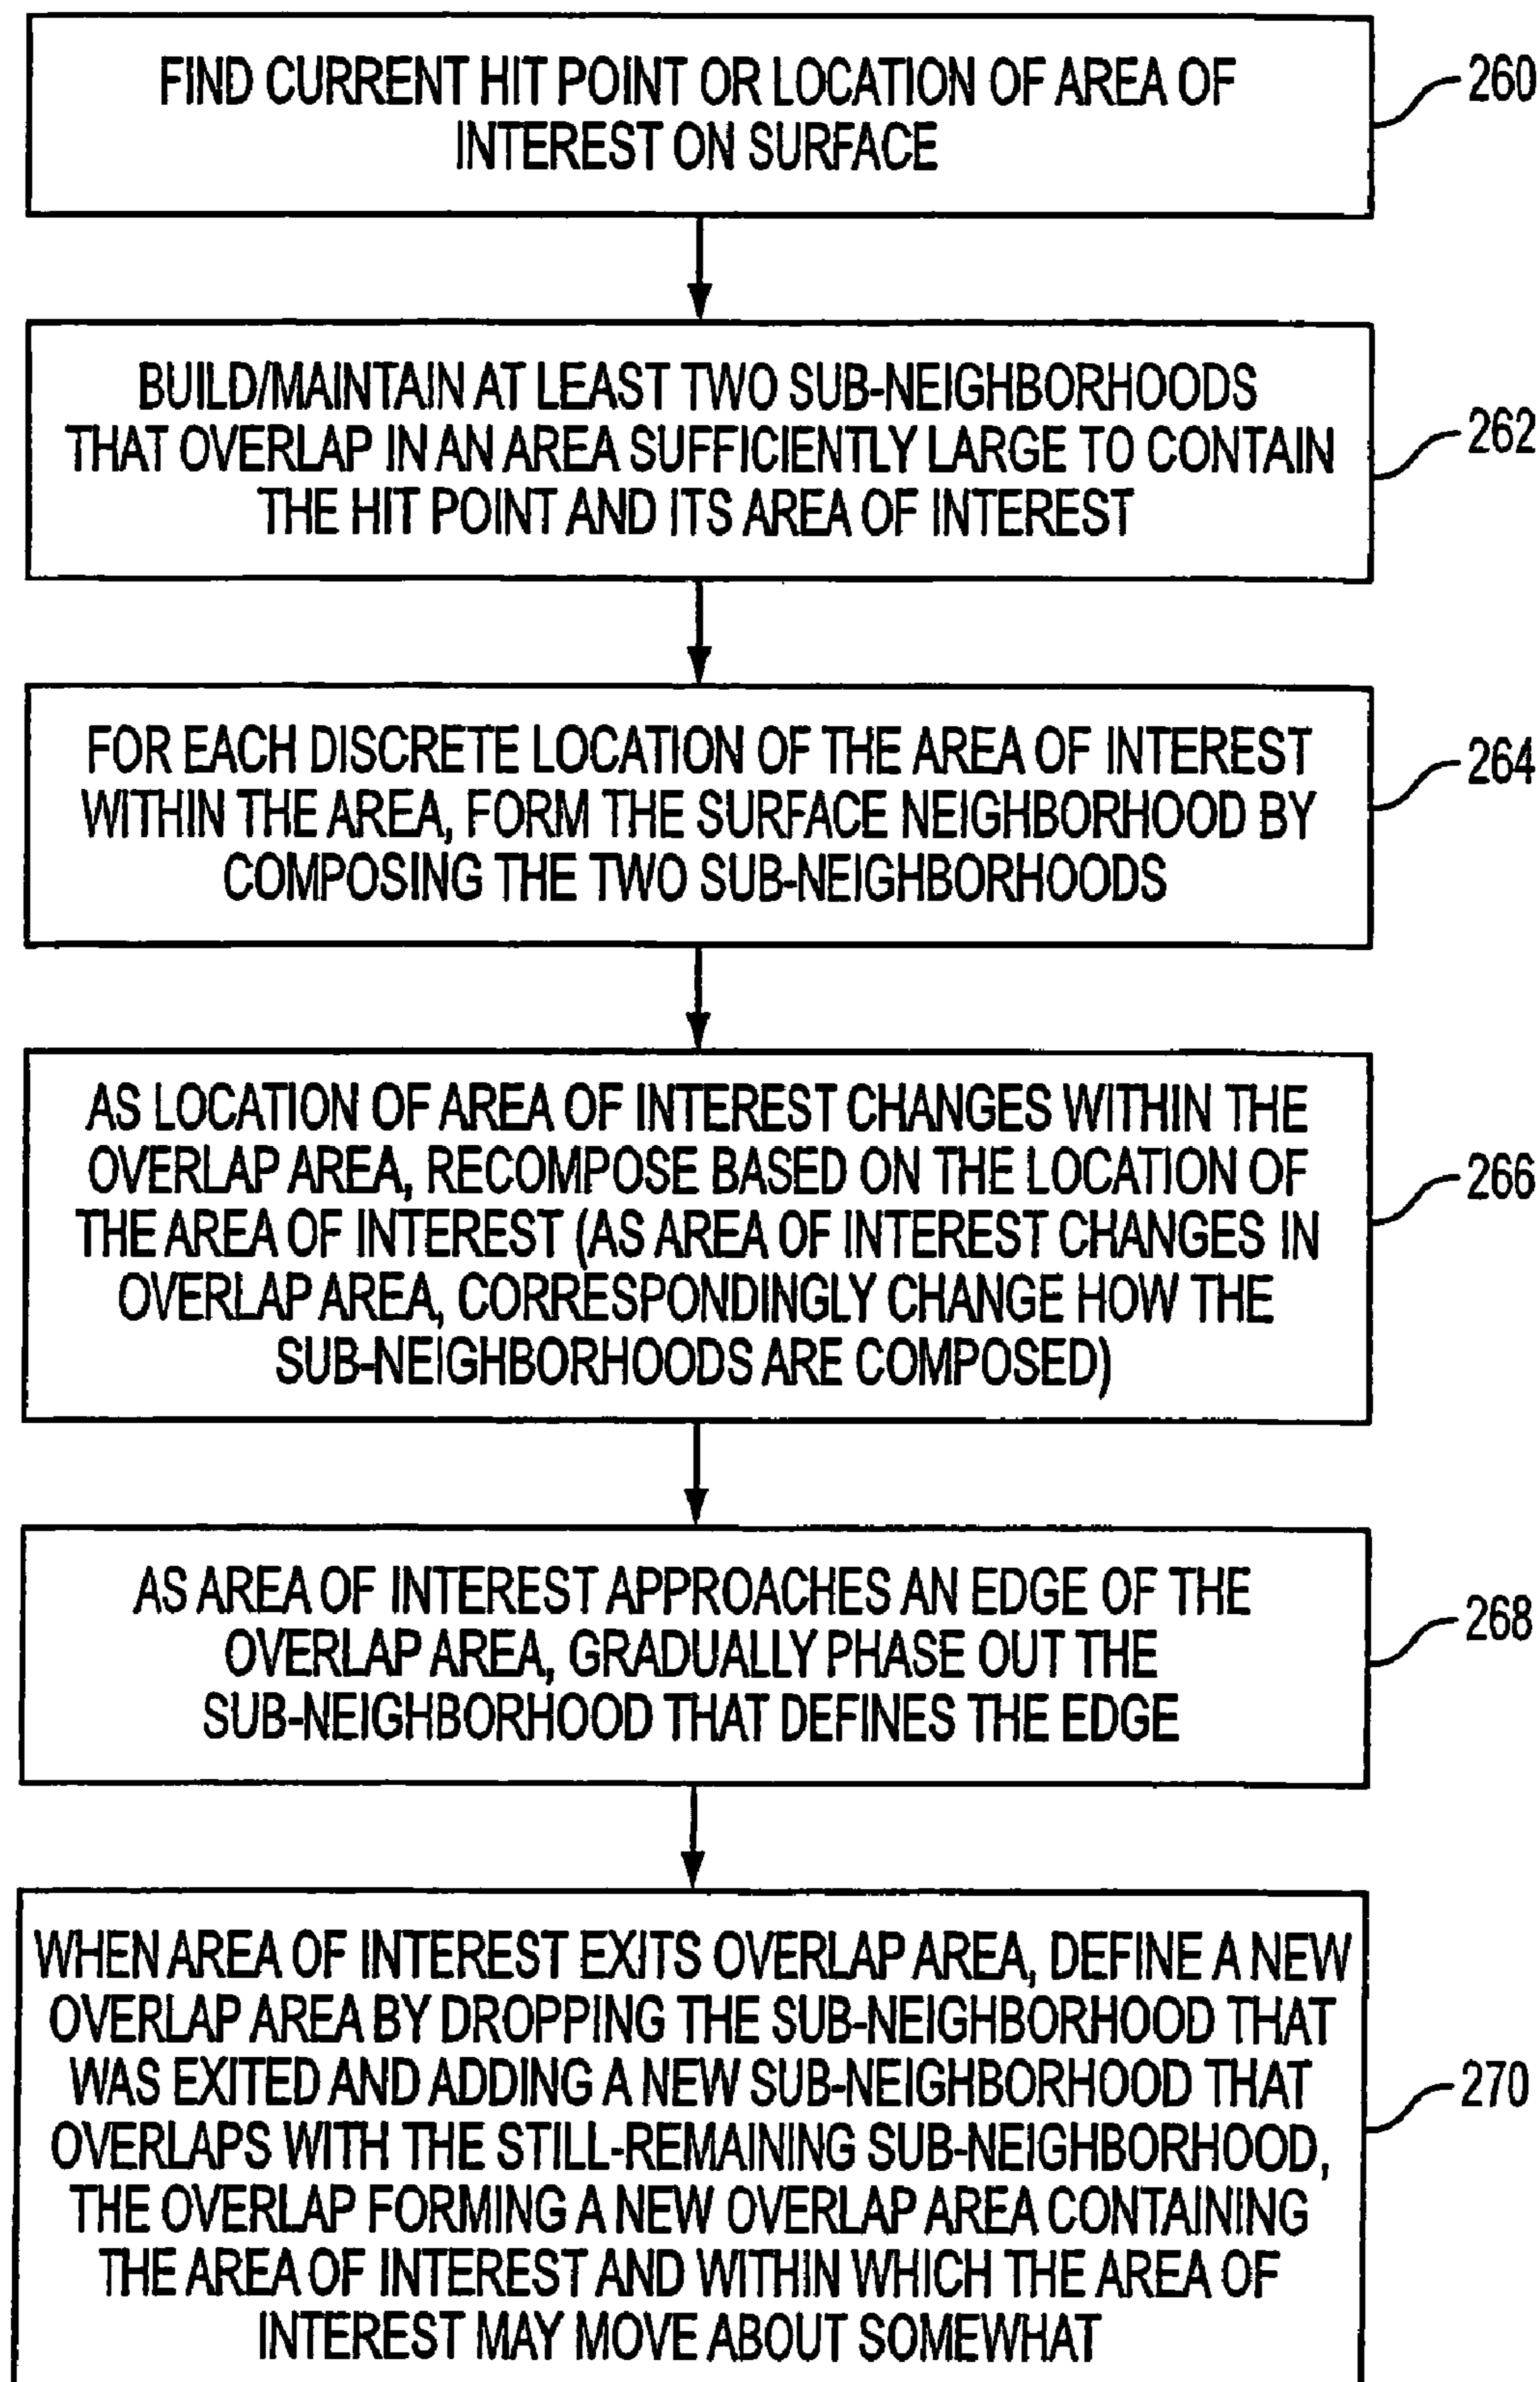 FIND CURRENT HIT POINT OR LOCATION OF AREA OF
INTEREST ON SURFACE
260
BUILD/MAINTAIN AT LEAST TWO SUB-NEIGHBORHOODS
THAT OVERLAP IN AN AREA SUFFICIENTLY LARGE TO CONTAIN
THE HIT POINT AND ITS AREA OF INTEREST
262
FOR EACH DISCRETE LOCATION OF THE AREA OF INTEREST
WITHIN THE AREA, FORM THE SURFACE NEIGHBORHOOD BY
COMPOSING THE TWO SUB-NEIGHBORHOODS
264
AS LOCATION OF AREA OF INTEREST CHANGES WITHIN THE
OVERLAP AREA, RECOMPOSE BASED ON THE LOCATION OF
THE AREA OF INTEREST (AS AREA OF INTEREST CHANGES IN
OVERLAP AREA, CORRESPONDINGLY CHANGE HOW THE
SUB-NEIGHBORHOODS ARE COMPOSED)
266
AS AREA OF INTEREST APPROACHES AN EDGE OF THE
OVERLAP AREA, GRADUALLY PHASE OUT THE
SUB-NEIGHBORHOOD THAT DEFINES THE EDGE
268
WHEN AREA OF INTEREST EXITS OVERLAP AREA, DEFINE A NEW
OVERLAP AREA BY DROPPING THE SUB-NEIGHBORHOOD THAT
WAS EXITED AND ADDING A NEW SUB-NEIGHBORHOOD THAT
OVERLAPS WITH THE STILL-REMAINING SUB-NEIGHBORHOOD,
THE OVERLAP FORMING A NEW OVERLAP AREA CONTAINING
THE AREA OF INTEREST AND WITHIN WHICH THE AREA OF
INTEREST MAY MOVE ABOUT SOMEWHAT
270